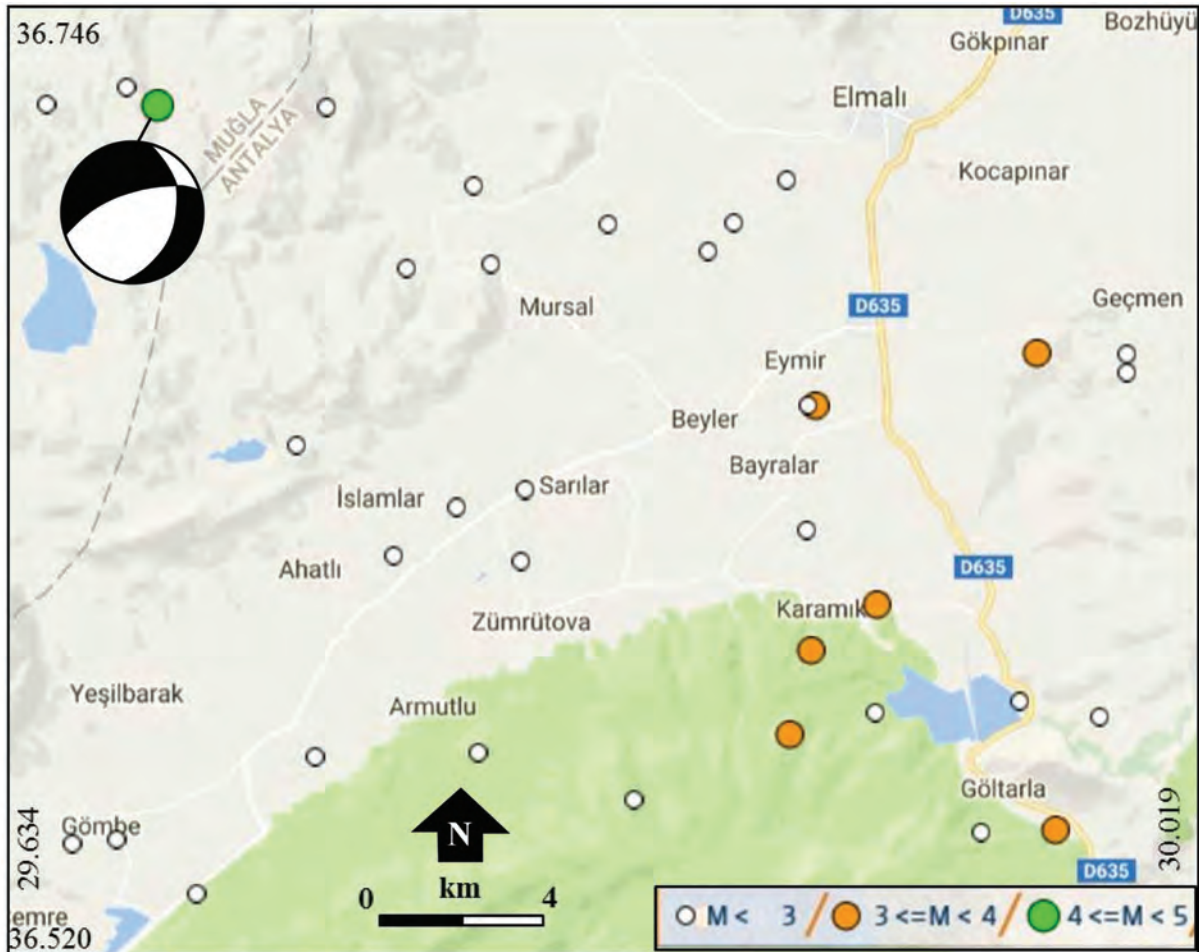 D635
36.746
Bozhüyü
Gökpınar
Elmalı
MUĞLA
ANTALYA
Kocapınar
Geçmen
D635
Mursal
Eymir
Beyler
Bayralar
Sarılar
İslamlar
Ahatlı
D635
Zümrütova
Karamık
Yeşilbarak
Armutlu
Göltarla
29.634
30.019
Gömbe
N
km
0 4
D635
emre
36.520
M < 3 / 3 <=M < 4 / 4 <=M < 5